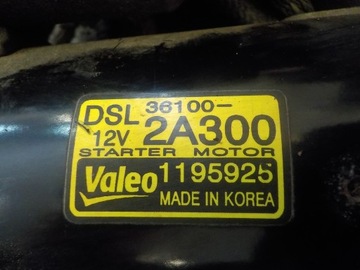 DSL 36100-
12V 2A300
STARTER MOTOR
Valeo 1195925
MADE IN KOREA